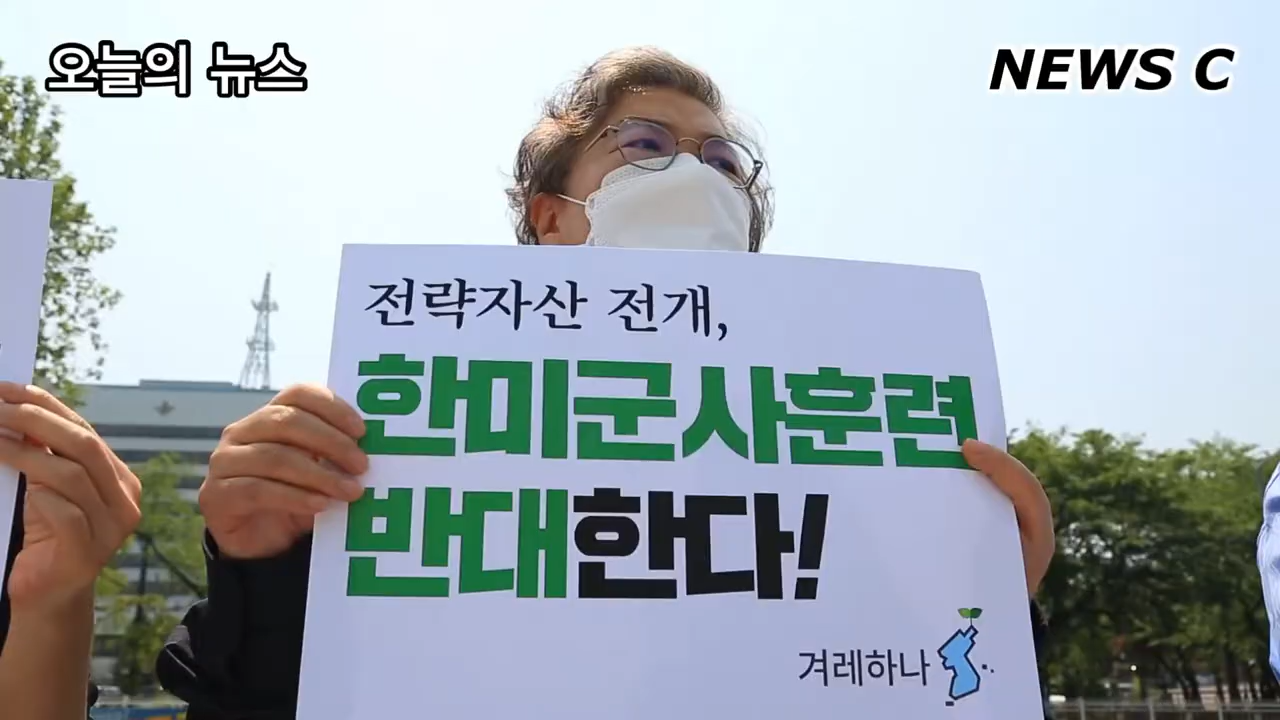 오늘의 뉴스
NEWS C
전략자산 전개,
한미군사훈련
반대한다!
겨레하나